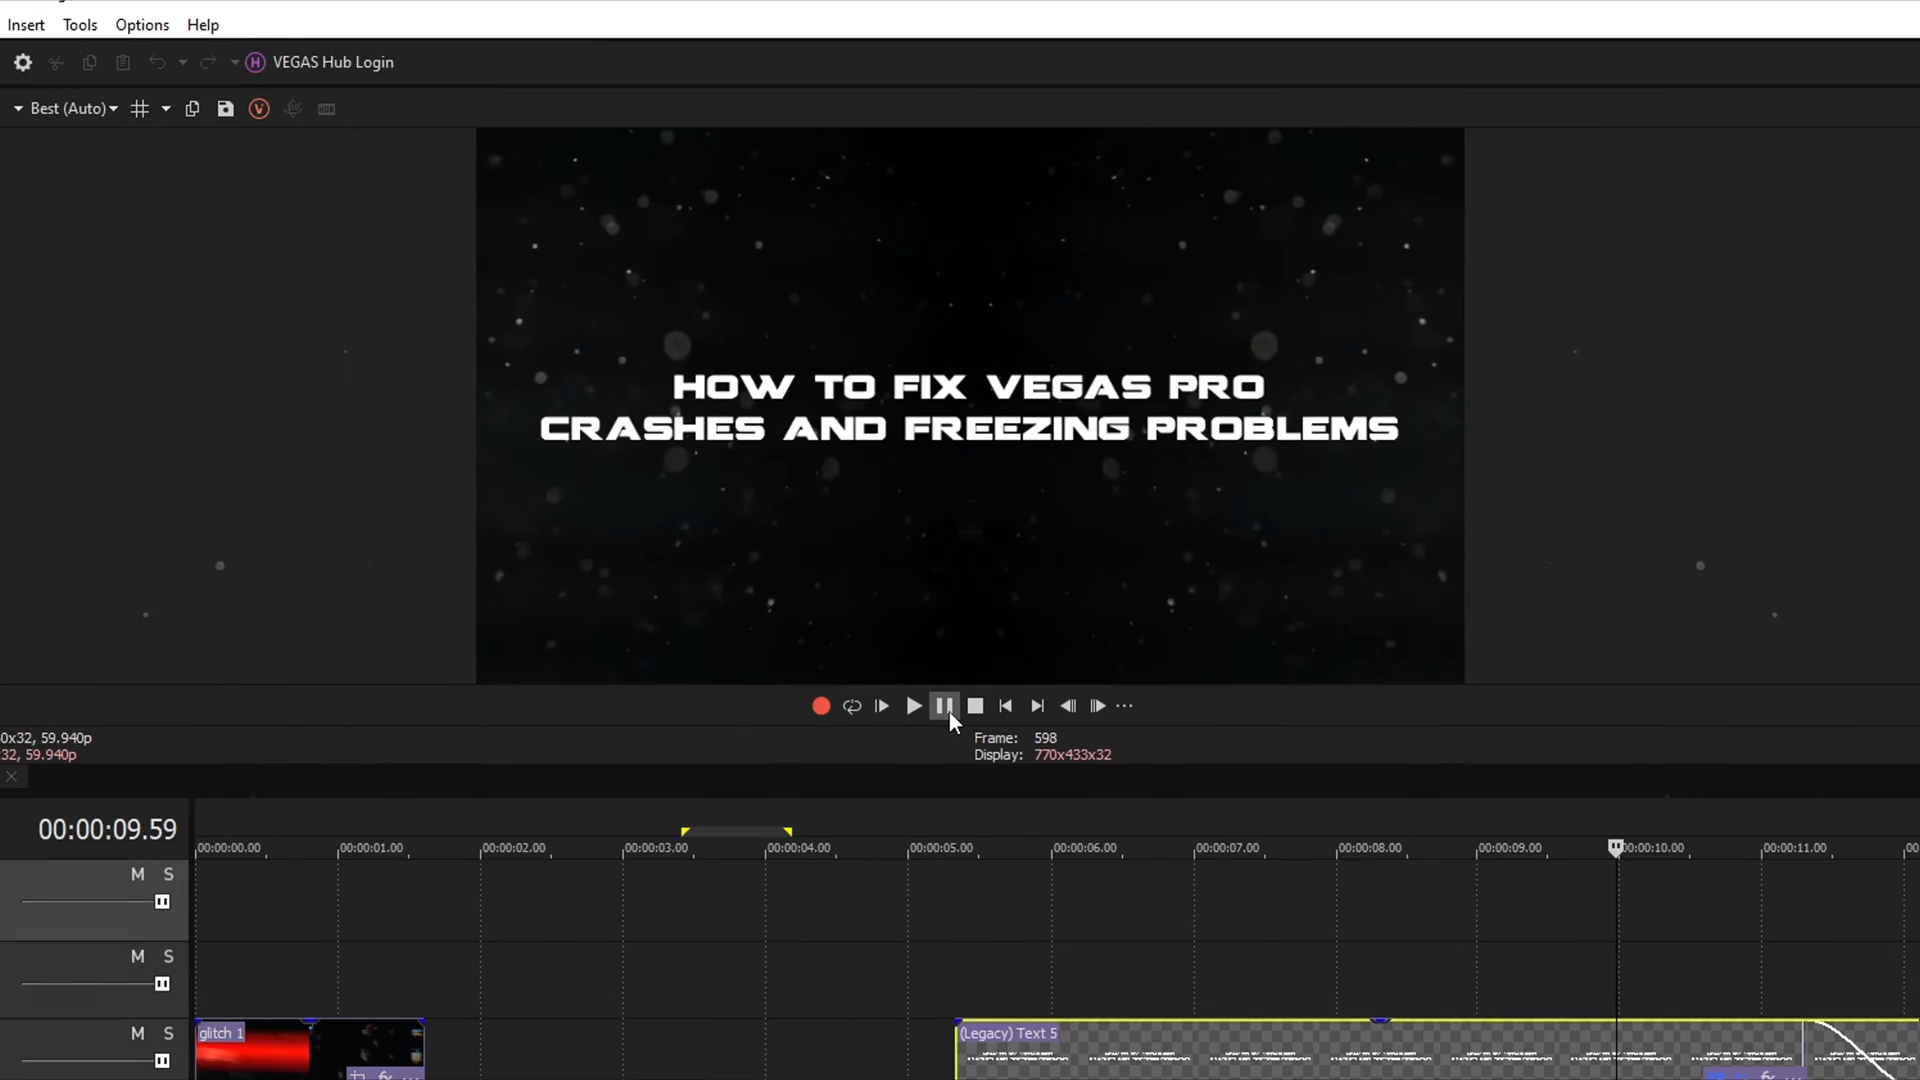 Insert Tools Options Help
VEGAS Hub Login
Best (Auto)
HOW TO FIX VEGAS PRO
CRASHES AND FREEZING PROBLEMS
0x32, 59.940p
32, 59.940p
Frame: 598
Display: 770x433x32
00:00:09.59
00:00:00.00 00:00:01.00 00:00:02.00 00:00:03.00 00:00:04.00 00:00:05.00 00:00:06.00 00:00:07.00 00:00:08.00 00:00:09.00 00:00:10.00 00:00:11.00 00
M S
M S
M S
glitch 1
(Legacy) Text 5
fx
fx